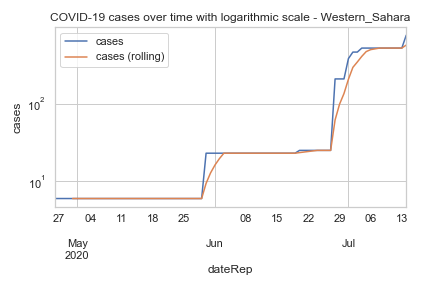 COVID-19 cases over time with logarithmic scale - Western_Sahara
cases
cases (rolling)
cases
10²
10¹
27 04 11 18 25 08 15 22 29 06 13
May Jun Jul
2020
dateRep